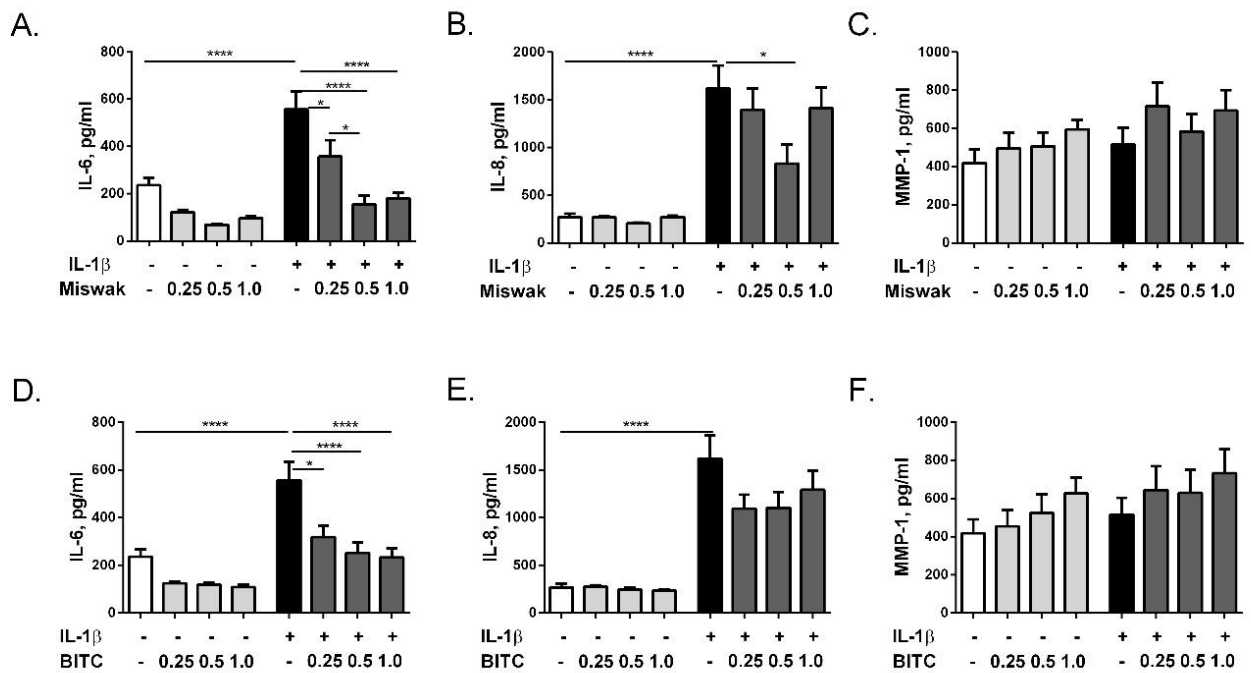 A.
800
600
400
200
0
IL-6, pg/ml
****
****
****
*
*
IL-1β - - - - + + + +
Miswak - 0.25 0.5 1.0 - 0.25 0.5 1.0
B.
2000
1500
1000
500
0
IL-8, pg/ml
****
*
IL-1β - - - - + + + +
Miswak - 0.25 0.5 1.0 - 0.25 0.5 1.0
C.
1000
800
600
400
200
0
MMP-1, pg/ml
IL-1β - - - - + + + +
Miswak - 0.25 0.5 1.0 - 0.25 0.5 1.0
D.
800
600
400
200
0
IL-6, pg/ml
****
****
****
*
IL-1β - - - - + + + +
BITC - 0.25 0.5 1.0 - 0.25 0.5 1.0
E.
2000
1500
1000
500
0
IL-8, pg/ml
****
IL-1β - - - - + + + +
BITC - 0.25 0.5 1.0 - 0.25 0.5 1.0
F.
1000
800
600
400
200
0
MMP-1, pg/ml
IL-1β - - - - + + + +
BITC - 0.25 0.5 1.0 - 0.25 0.5 1.0